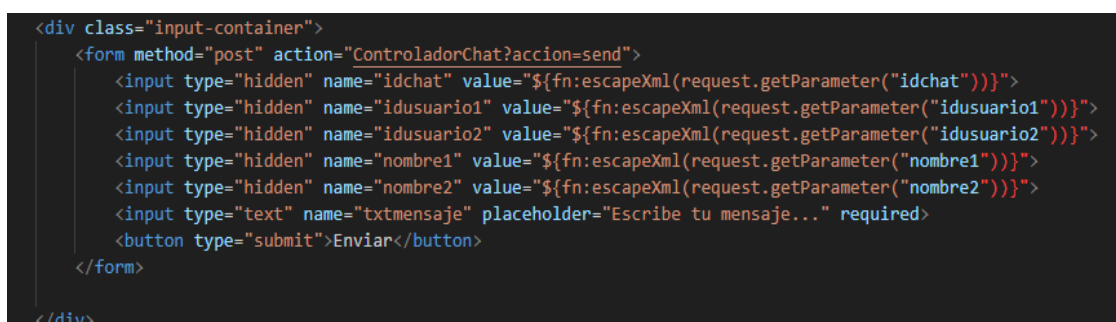 <div class="input-container">
<form method="post" action="ControladorChat?accion=send">
<input type="hidden" name="idchat" value="${fn:escapeXml(request.getParameter("idchat"))}">
<input type="hidden" name="idusuario1" value="${fn:escapeXml(request.getParameter("idusuario1"))}">
<input type="hidden" name="idusuario2" value="${fn:escapeXml(request.getParameter("idusuario2"))}">
<input type="hidden" name="nombre1" value="${fn:escapeXml(request.getParameter("nombre1"))}">
<input type="hidden" name="nombre2" value="${fn:escapeXml(request.getParameter("nombre2"))}">
<input type="text" name="txtmensaje" placeholder="Escribe tu mensaje..." required>
<button type="submit">Enviar</button>
</form>
</div>